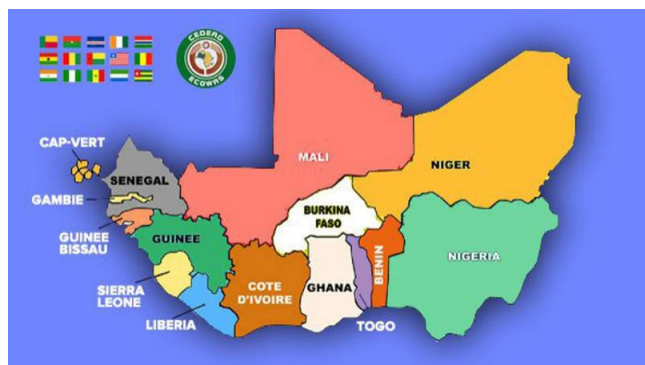 CEDEAO
ECOWAS
CAP-VERT
SENEGAL
GAMBIE
GUINEE
BISSAU
GUINEE
SIERRA
LEONE
LIBERIA
MALI
BURKINA
FASO
COTE
D'IVOIRE
GHANA
TOGO
BENIN
NIGER
NIGERIA